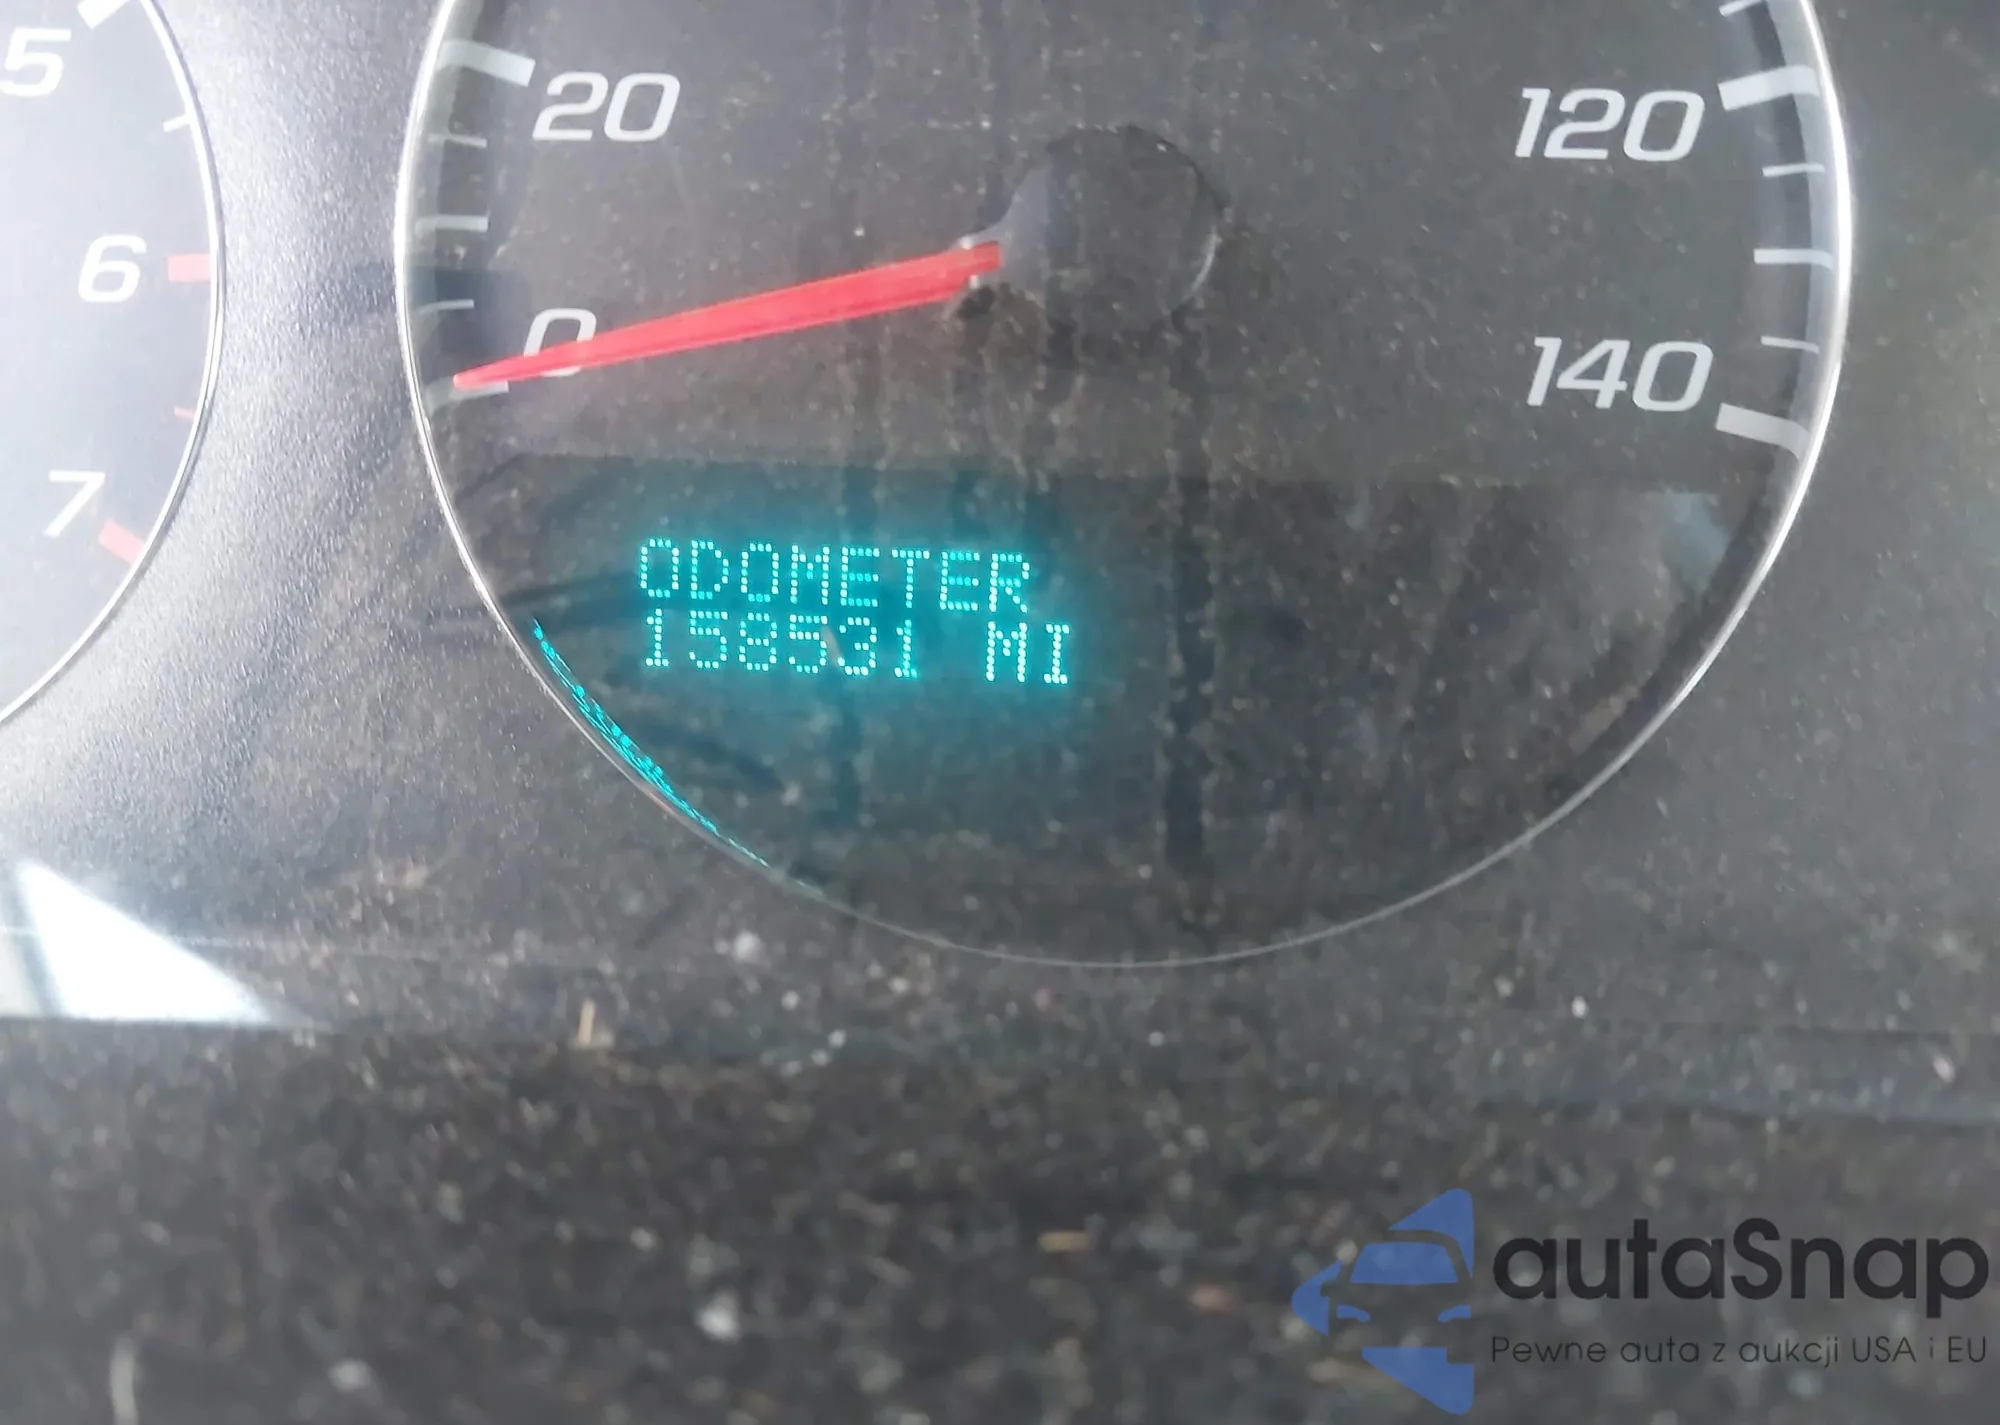 5
20
120
6
0
140
7
ODOMETER
158531 MI
autaSnap
Pewne auta z aukcji USA i EU